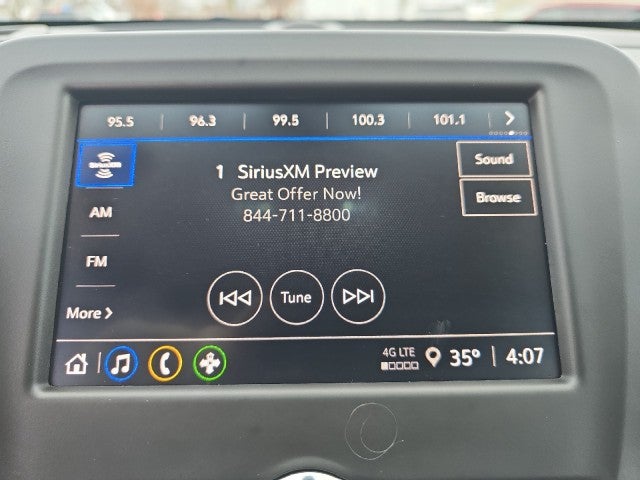 95.5 | 96.3 | 99.5 | 100.3 | 101.1
SiriusXM
1 SiriusXM Preview
Sound
Great Offer Now!
Browse
844-711-8800
AM
FM
Tune
More
4G LTE
35° | 4:07